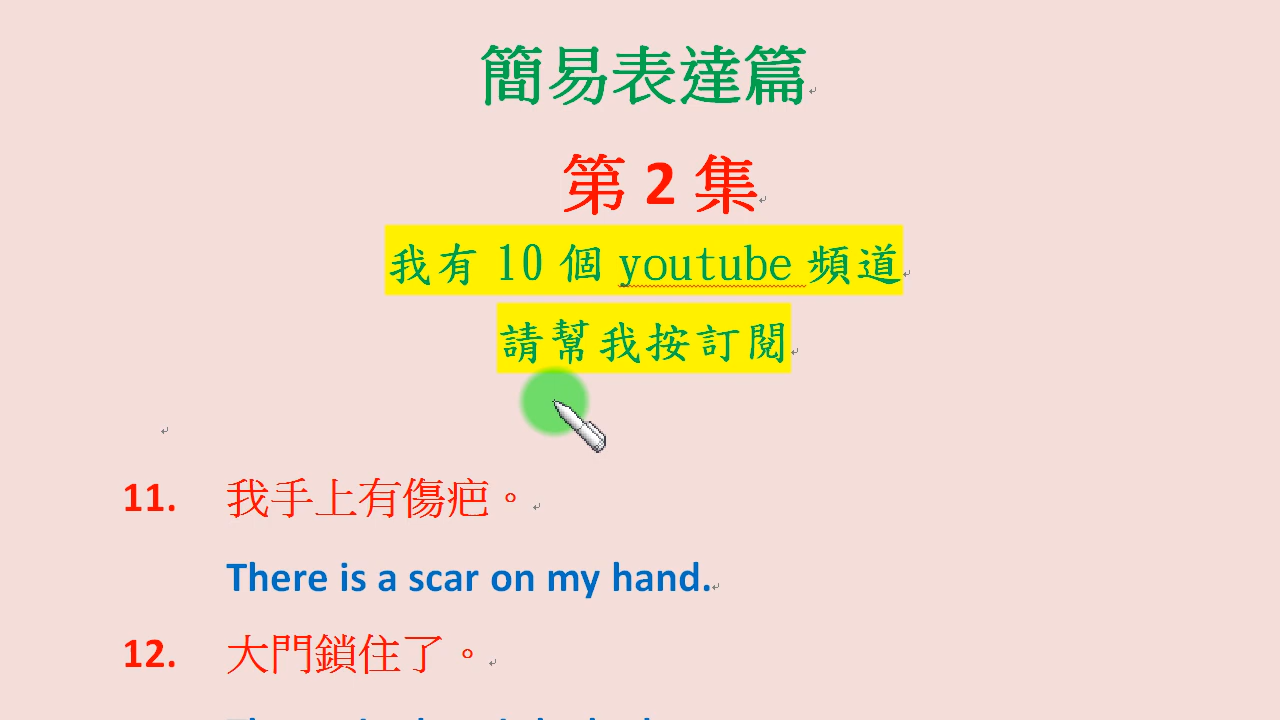 簡易表達篇
第 2 集
我有 10 個 youtube 頻道
請幫我按訂閱
11. 我手上有傷疤。
There is a scar on my hand.
12. 大門鎖住了。